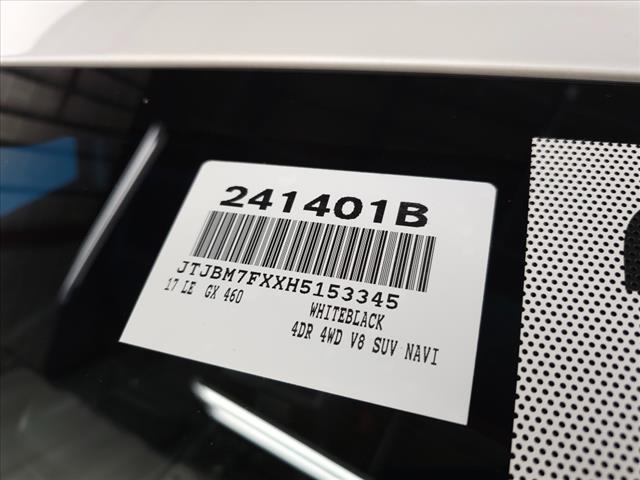 241401B
JTJBM7FXXH5153345
17 LE GX 460
WHITEBLACK
4DR 4WD V8 SUV NAVI